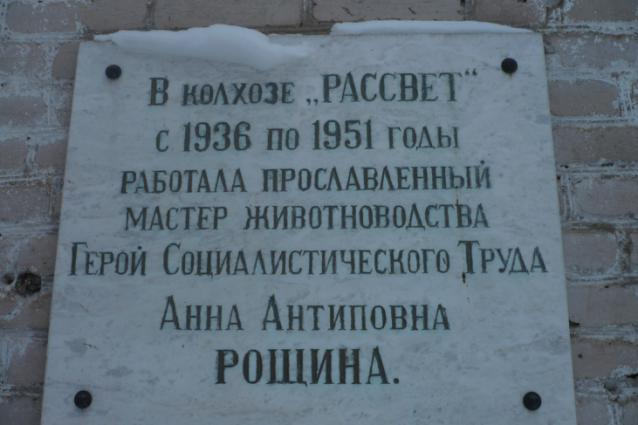 В КОЛХОЗЕ „РАССВЕТ“
С 1936 ПО 1951 ГОДЫ
РАБОТАЛА ПРОСЛАВЛЕННЫЙ
МАСТЕР ЖИВОТНОВОДСТВА
ГЕРОЙ СОЦИАЛИСТИЧЕСКОГО ТРУДА
АННА АНТИПОВНА
РОЩИНА.